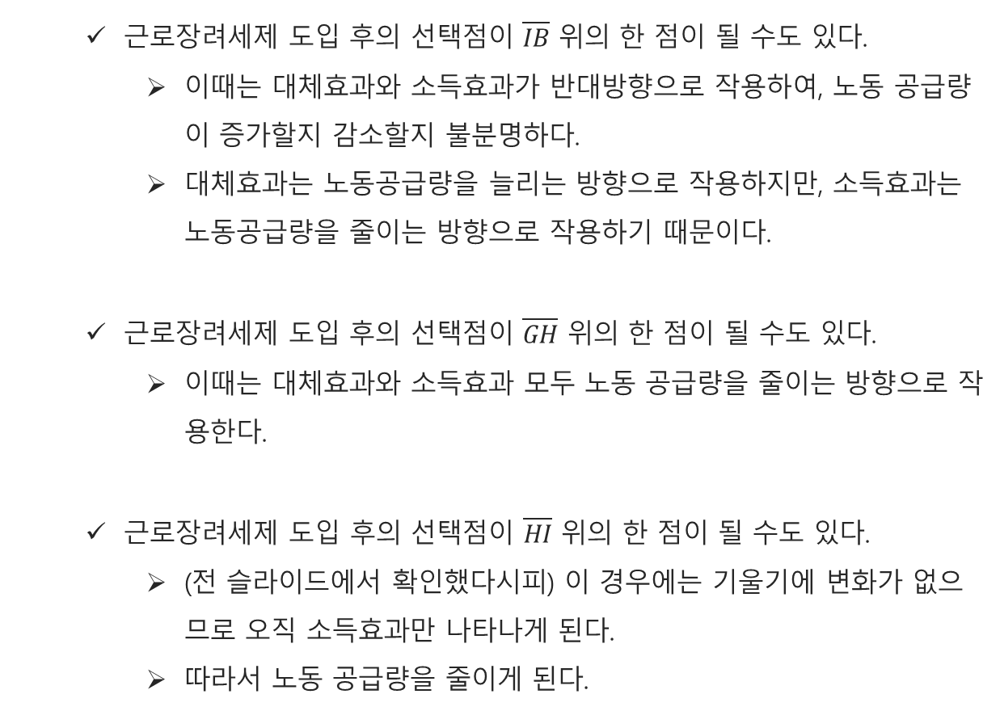 ✓ 근로장려세제 도입 후의 선택점이 $\overline{IB}$ 위의 한 점이 될 수도 있다.
➢ 이때는 대체효과와 소득효과가 반대방향으로 작용하여, 노동 공급량
이 증가할지 감소할지 불분명하다.
➢ 대체효과는 노동공급량을 늘리는 방향으로 작용하지만, 소득효과는
노동공급량을 줄이는 방향으로 작용하기 때문이다.
✓ 근로장려세제 도입 후의 선택점이 $\overline{GH}$ 위의 한 점이 될 수도 있다.
➢ 이때는 대체효과와 소득효과 모두 노동 공급량을 줄이는 방향으로 작
용한다.
✓ 근로장려세제 도입 후의 선택점이 $\overline{HI}$ 위의 한 점이 될 수도 있다.
➢ (전 슬라이드에서 확인했다시피) 이 경우에는 기울기에 변화가 없으
므로 오직 소득효과만 나타나게 된다.
➢ 따라서 노동 공급량을 줄이게 된다.